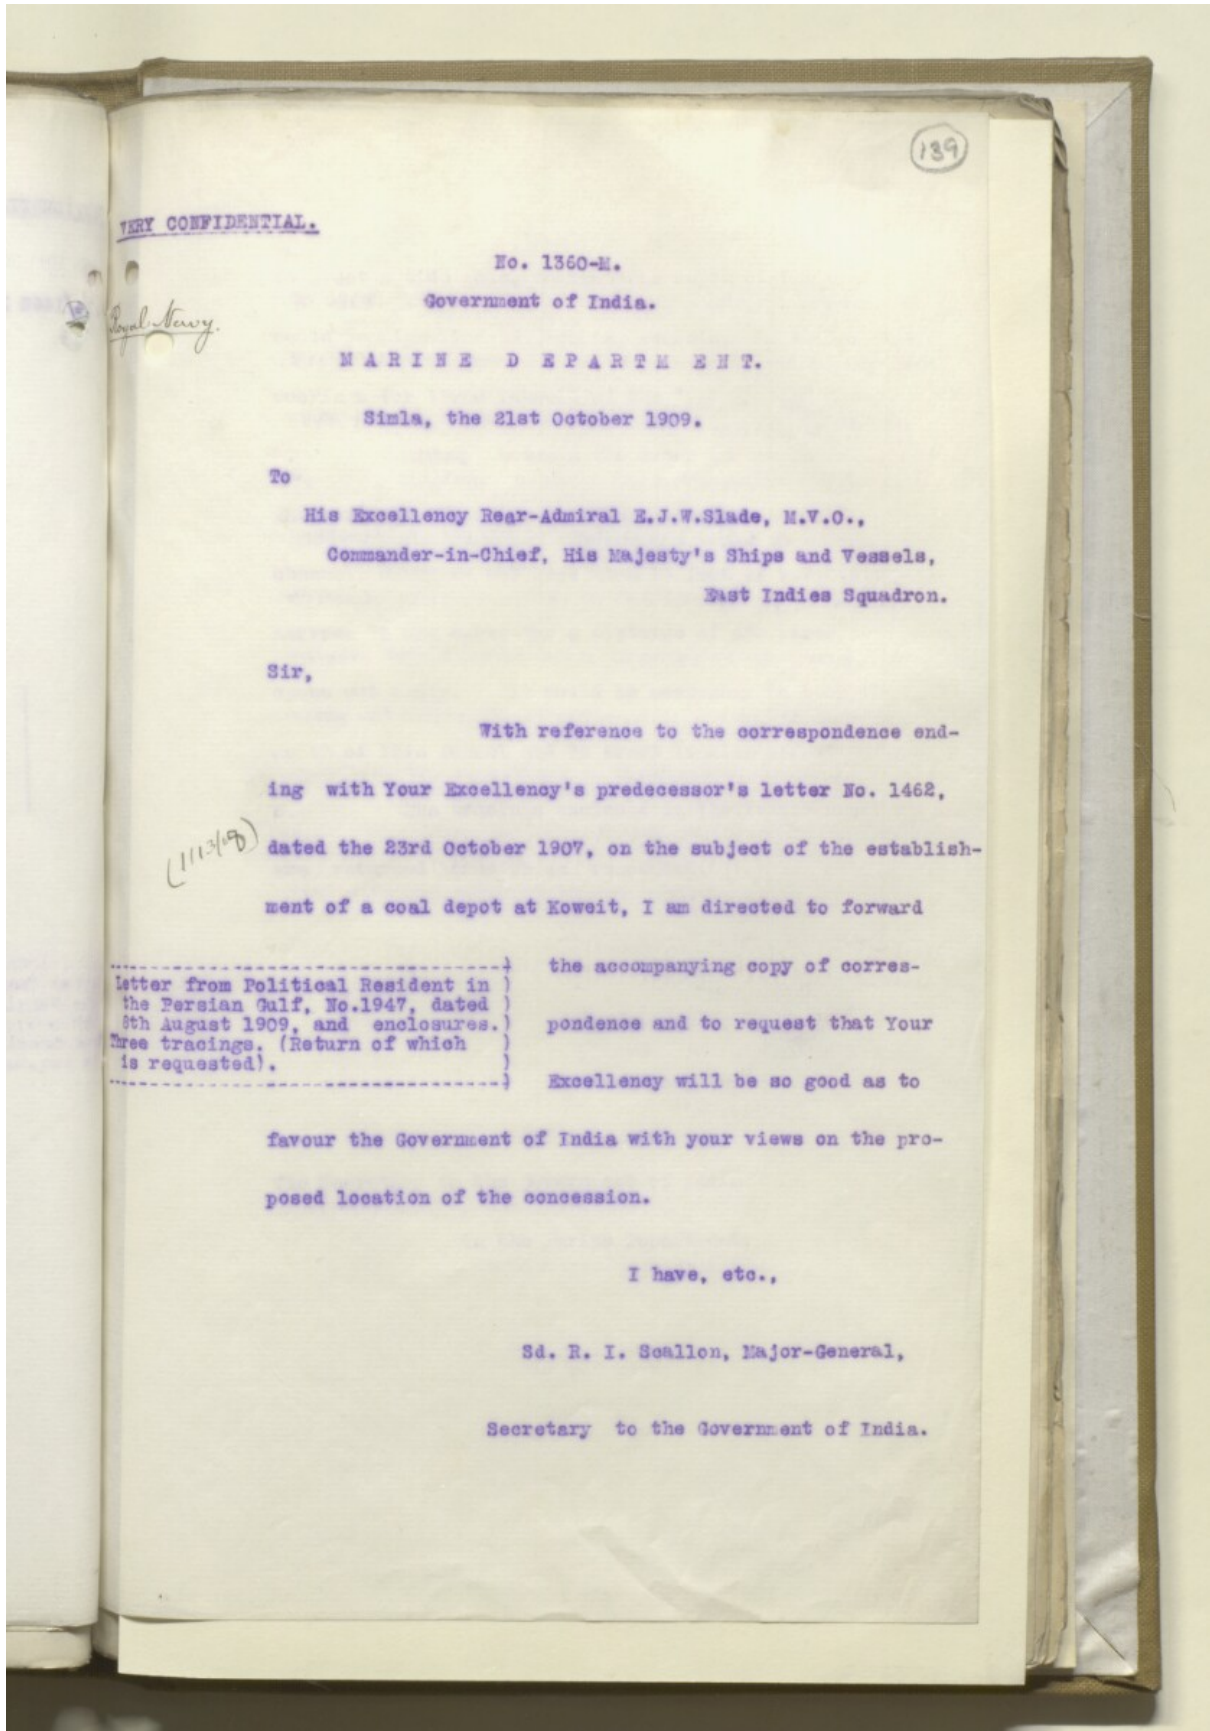 139
VERY CONFIDENTIAL.
No. 1360-M.
Government of India.
Royal Navy.
MARINE DEPARTMENT.
Simla, the 21st October 1909.
To
His Excellency Rear-Admiral E.J.W.Slade, M.V.O.,
Commander-in-Chief, His Majesty's Ships and Vessels,
East Indies Squadron.
Sir,
With reference to the correspondence end-
ing with Your Excellency's predecessor's letter No. 1462,
(1113/08)
dated the 23rd October 1907, on the subject of the establish-
ment of a coal depot at Koweit, I am directed to forward
Letter from Political Resident in )
the Persian Gulf, No.1947, dated )
8th August 1909, and enclosures.)
Three tracings. (Return of which )
is requested). )
the accompanying copy of corres-
pondence and to request that Your
Excellency will be so good as to
favour the Government of India with your views on the pro-
posed location of the concession.
I have, etc.,
Sd. R. I. Scallon, Major-General,
Secretary to the Government of India.